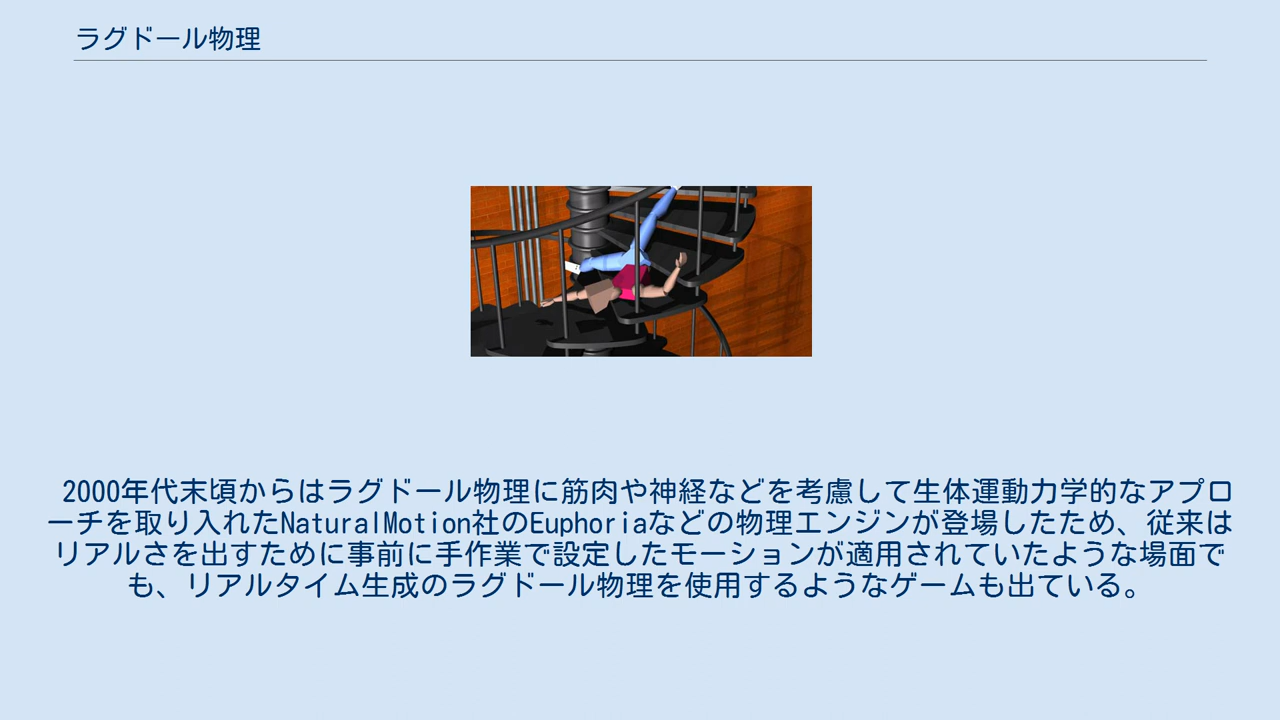 ラグドール物理
2000年代末頃からはラグドール物理に筋肉や神経などを考慮して生体運動力学的なアプロ
ーチを取り入れたNaturalMotion社のEuphoriaなどの物理エンジンが登場したため、従来は
リアルさを出すために事前に手作業で設定したモーションが適用されていたような場面で
も、リアルタイム生成のラグドール物理を使用するようなゲームも出ている。